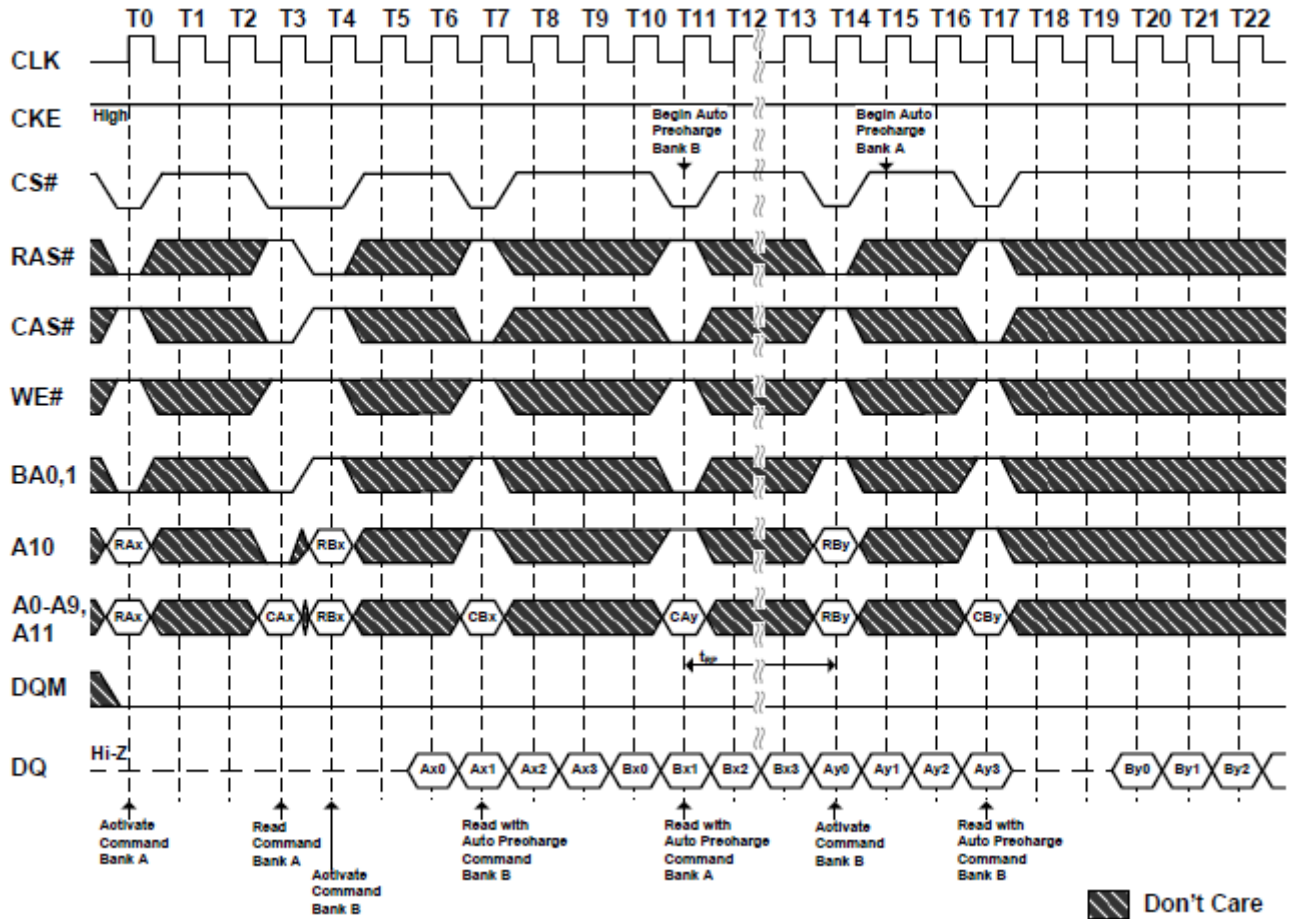 T0 T1 T2 T3 T4 T5 T6 T7 T8 T9 T10 T11 T12 T13 T14 T15 T16 T17 T18 T19 T20 T21 T22
CLK
CKE
High
Begin Auto
Precharge
Bank B
Begin Auto
Precharge
Bank A
CS#
RAS#
CAS#
WE#
BA0,1
A10
RAx RBx RBy
A0-A9,
A11
RAx CAx RBx CBx CAy RBy CBy
tRP
DQM
DQ
Hi-Z
Ax0 Ax1 Ax2 Ax3 Bx0 Bx1 Bx2 Bx3 Ay0 Ay1 Ay2 Ay3 By0 By1 By2
Activate
Command
Bank A
Read
Command
Bank A
Activate
Command
Bank B
Read with
Auto Precharge
Command
Bank B
Read with
Auto Precharge
Command
Bank A
Activate
Command
Bank B
Read with
Auto Precharge
Command
Bank B
Don't Care